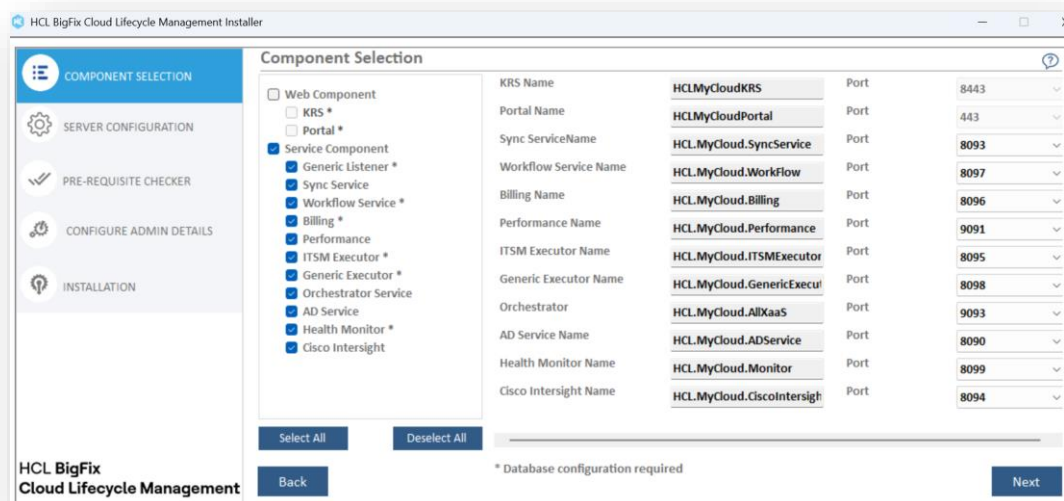 HCL BigFix Cloud Lifecycle Management Installer
COMPONENT SELECTION
SERVER CONFIGURATION
PRE-REQUISITE CHECKER
CONFIGURE ADMIN DETAILS
INSTALLATION
HCL BigFix
Cloud Lifecycle Management
Component Selection
Web Component
KRS *
Portal *
Service Component
Generic Listener *
Sync Service
Workflow Service *
Billing *
Performance
ITSM Executor *
Generic Executor *
Orchestrator Service
AD Service
Health Monitor *
Cisco Intersight
Select All Deselect All
Back
KRS Name HCLMyCloudKRS Port 8443
Portal Name HCLMyCloudPortal Port 443
Sync ServiceName HCL.MyCloud.SyncService Port 8093
Workflow Service Name HCL.MyCloud.WorkFlow Port 8097
Billing Name HCL.MyCloud.Billing Port 8096
Performance Name HCL.MyCloud.Performance Port 9091
ITSM Executor Name HCL.MyCloud.ITSMExecutor Port 8095
Generic Executor Name HCL.MyCloud.GenericExecut Port 8098
Orchestrator HCL.MyCloud.AllXaaS Port 9093
AD Service Name HCL.MyCloud.ADService Port 8090
Health Monitor Name HCL.MyCloud.Monitor Port 8099
Cisco Intersight Name HCL.MyCloud.CiscoIntersigh Port 8094
* Database configuration required
Next